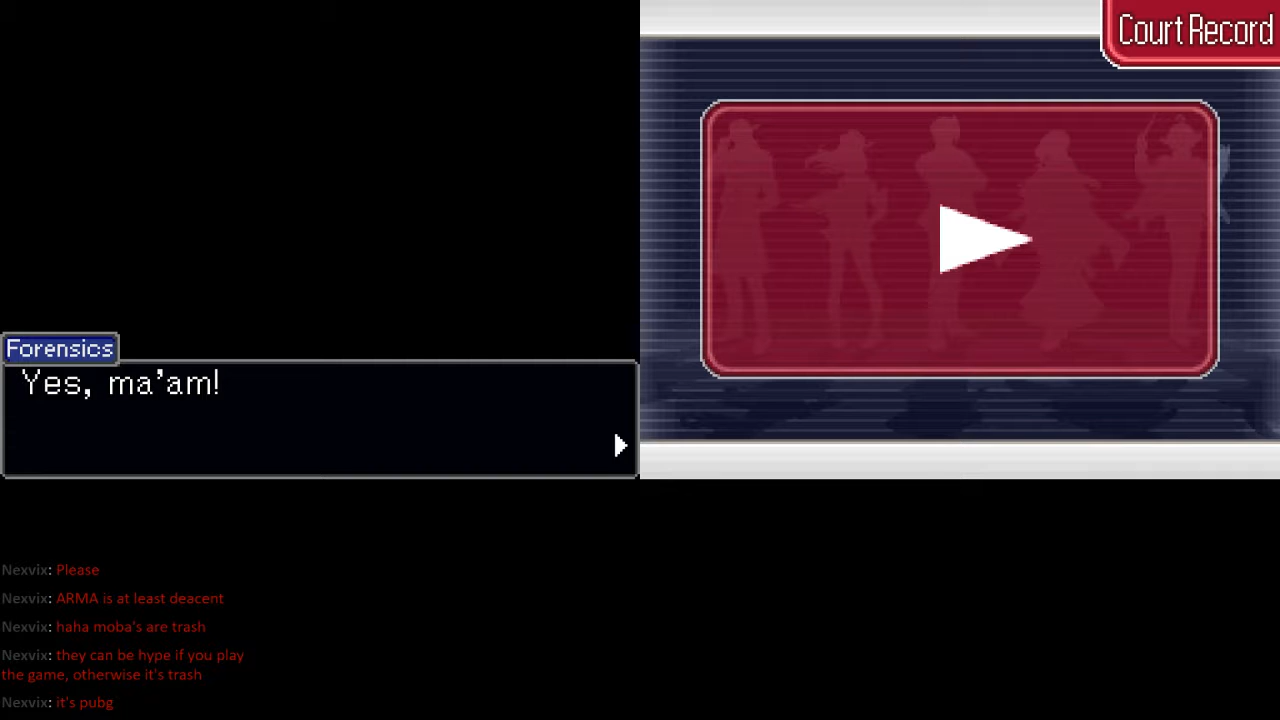 Court Record
Forensics
Yes, ma'am!
Nexvix: Please
Nexvix: ARMA is at least deacent
Nexvix: haha moba's are trash
Nexvix: they can be hype if you play
the game, otherwise it's trash
Nexvix: it's pubg